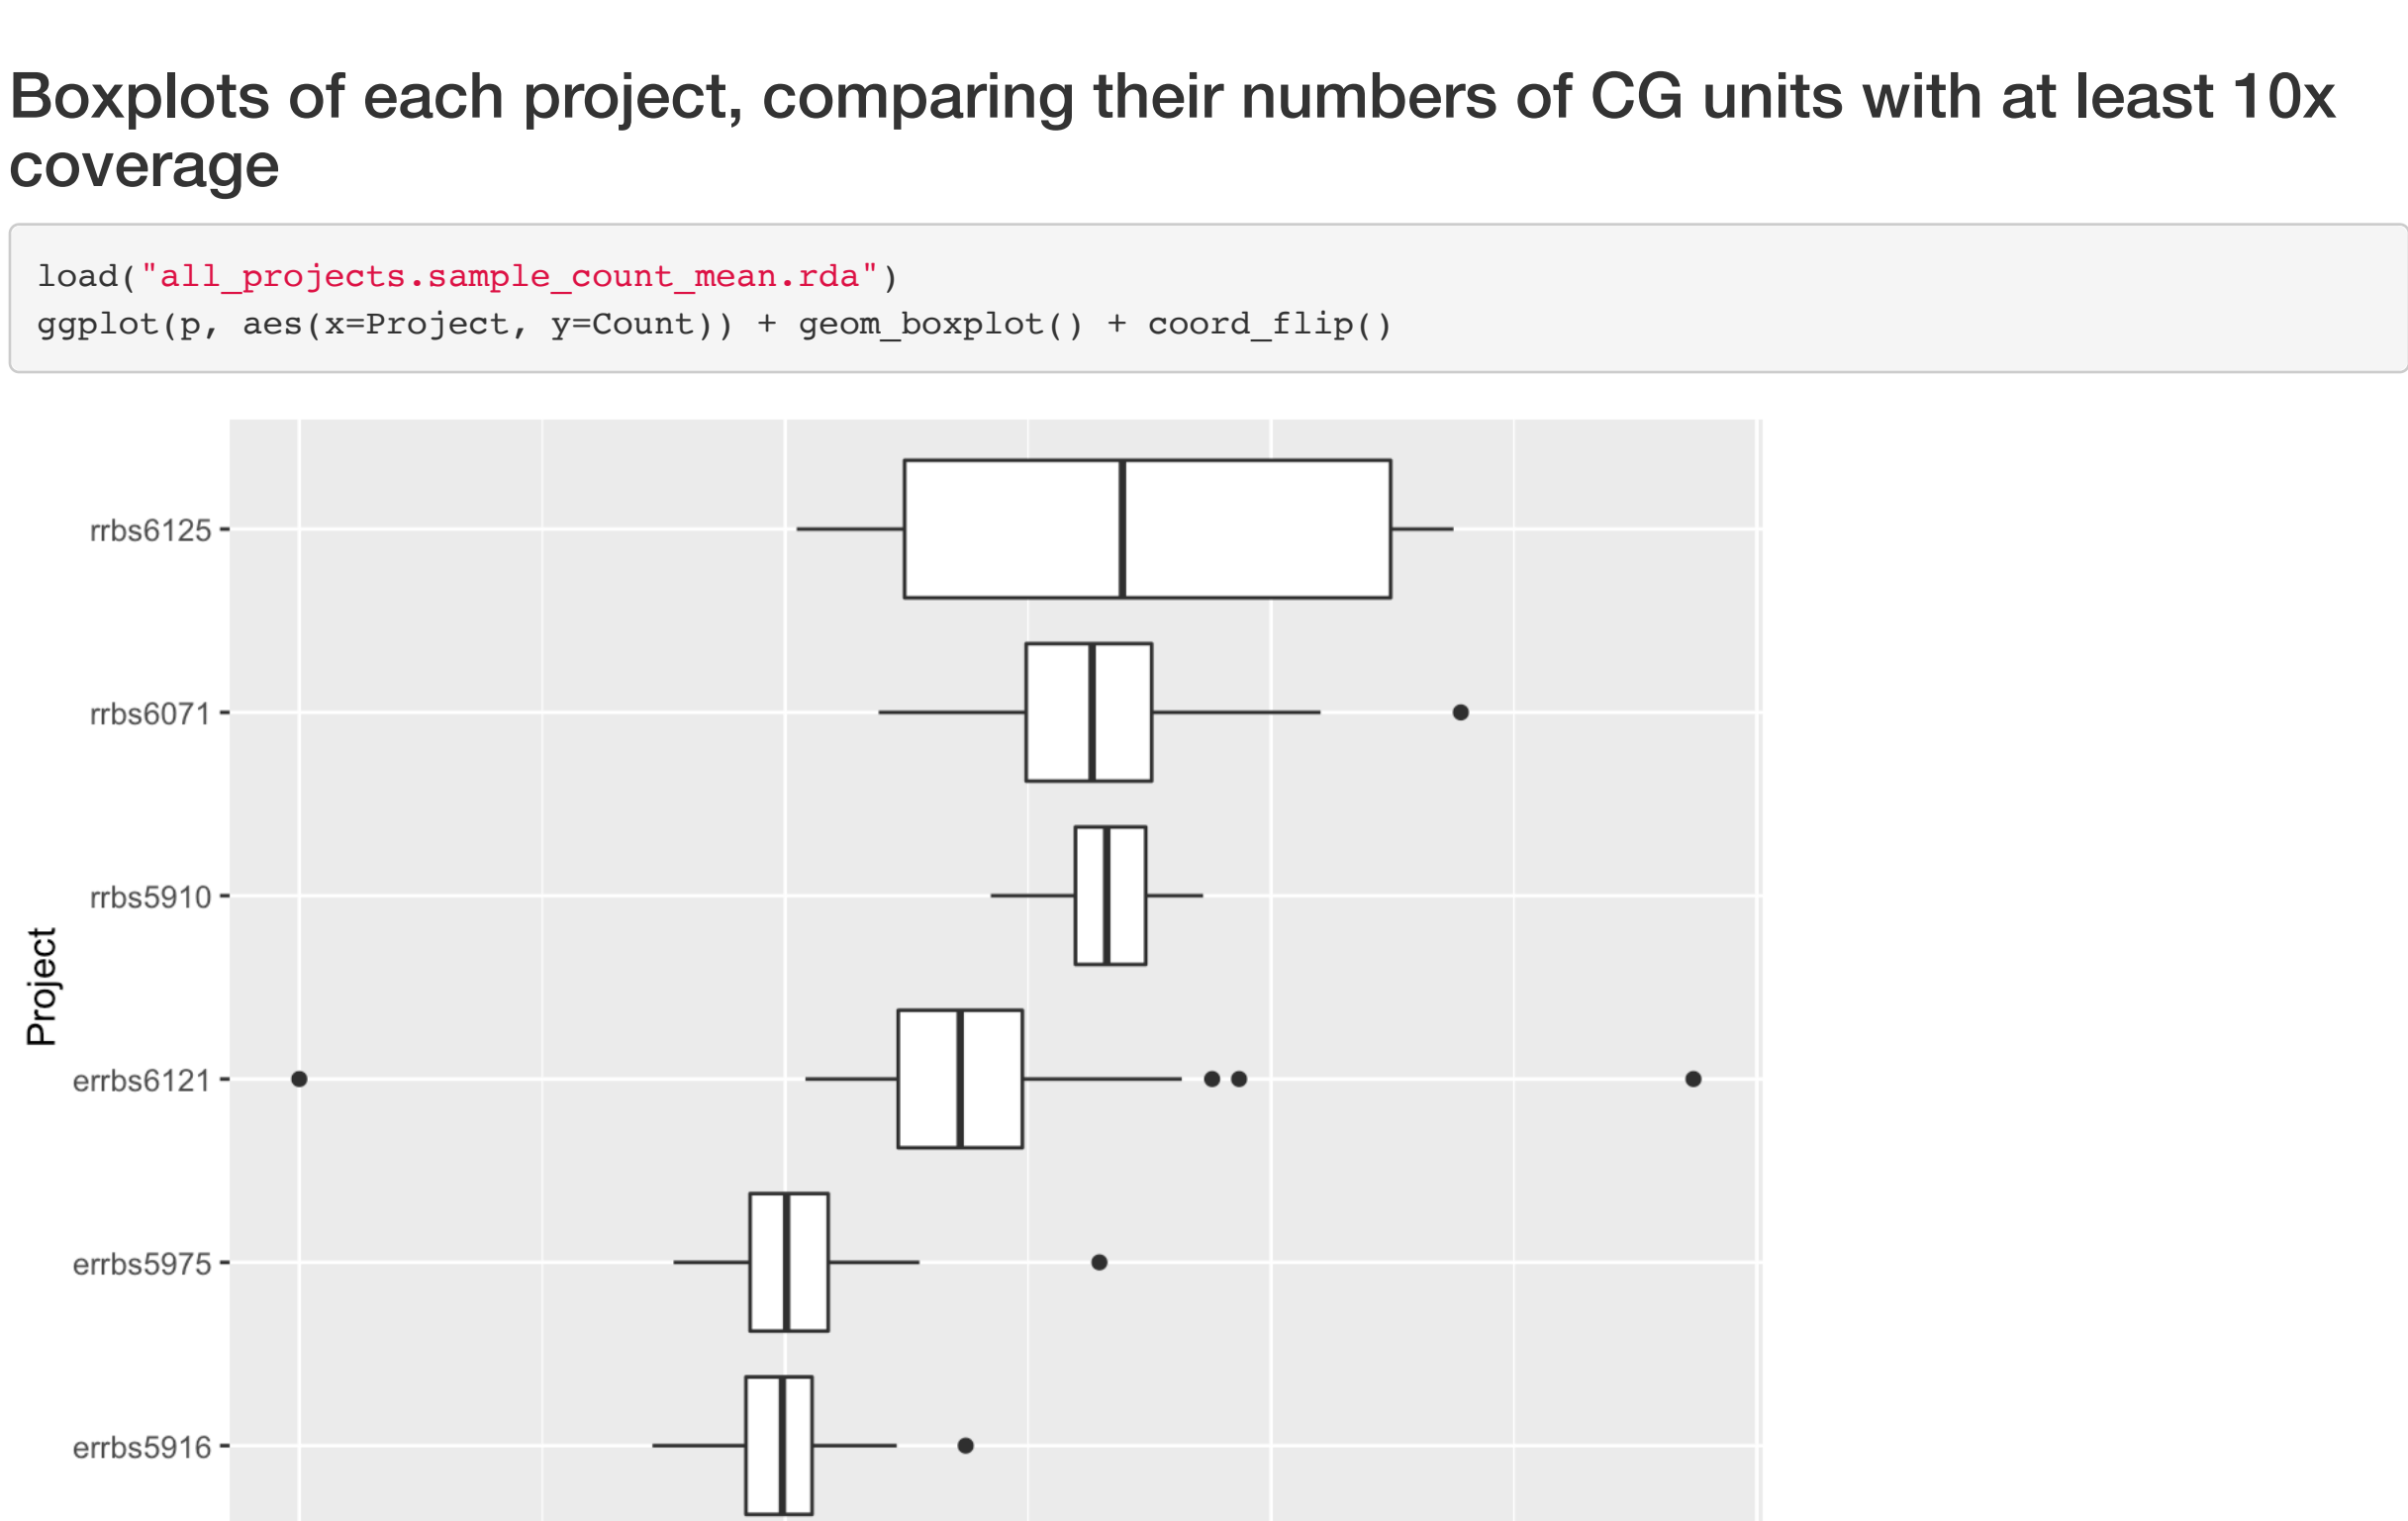 Boxplots of each project, comparing their numbers of CG units with at least 10x
coverage
load("all_projects.sample_count_mean.rda")
ggplot(p, aes(x=Project, y=Count)) + geom_boxplot() + coord_flip()
rrbs6125
rrbs6071
rrbs5910
Project
errbs6121
errbs5975
errbs5916